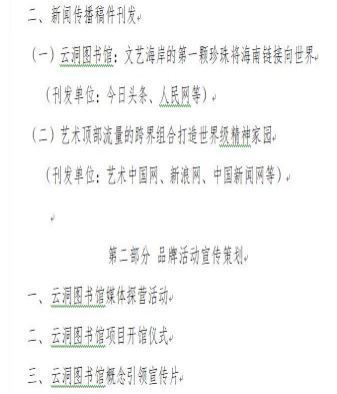 二、新闻传播稿件刊发
（一）云洞图书馆：文艺海岸的第一颗珍珠将海南链接向世界
（刊发单位：今日头条、人民网等）
（二）艺术顶部流量的跨界组合打造世界级精神家园
（刊发单位：艺术中国网、新浪网、中国新闻网等）
第二部分 品牌活动宣传策划
一、云洞图书馆媒体探营活动
二、云洞图书馆项目开馆仪式
三、云洞图书馆概念引领宣传片